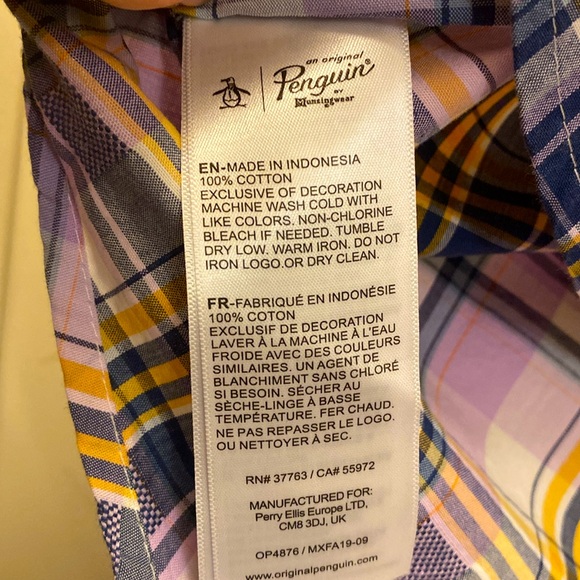 an original
Penguin®
BY
Munsingwear
EN-MADE IN INDONESIA
100% COTTON
EXCLUSIVE OF DECORATION
MACHINE WASH COLD WITH
LIKE COLORS. NON-CHLORINE
BLEACH IF NEEDED. TUMBLE
DRY LOW. WARM IRON. DO NOT
IRON LOGO.OR DRY CLEAN.
FR-FABRIQUÉ EN INDONÉSIE
100% COTTON
EXCLUSIF DE DECORATION
LAVER À LA MACHINE À L'EAU
FROIDE AVEC DES COULEURS
SIMILAIRES. UN AGENT DE
BLANCHIMENT SANS CHLORÉ
SI BESOIN. SÉCHER AU
SÈCHE-LINGE À BASSE
TEMPÉRATURE. FER CHAUD.
NE PAS REPASSER LE LOGO.
OU NETTOYER À SEC.
RN# 37763 / CA# 55972
MANUFACTURED FOR:
Perry Ellis Europe LTD,
CM8 3DJ, UK
OP4876 / MXFA19-09
www.originalpenguin.com